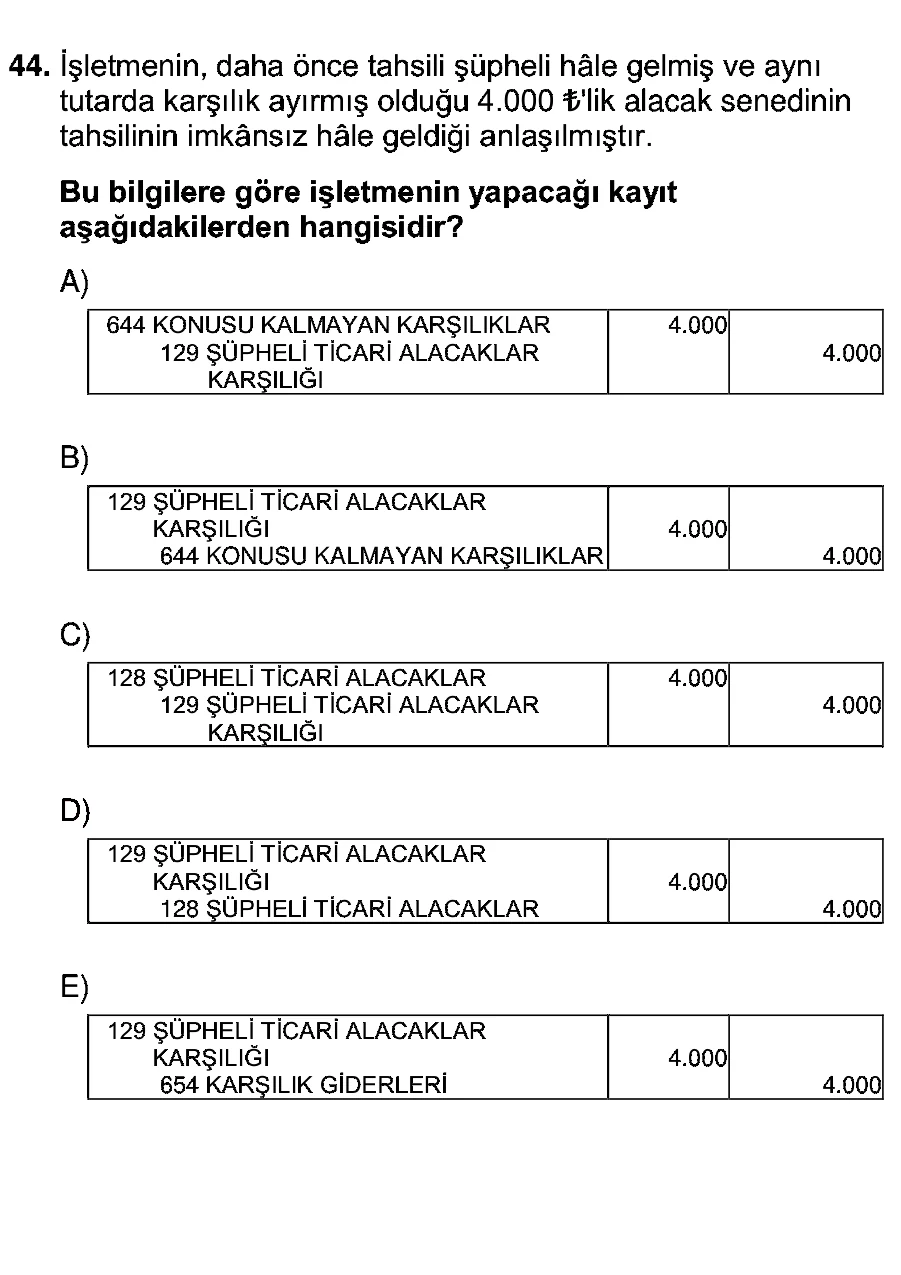 44. İşletmenin, daha önce tahsili şüpheli hâle gelmiş ve aynı
tutarda karşılık ayırmış olduğu 4.000 ₺'lik alacak senedinin
tahsilinin imkânsız hâle geldiği anlaşılmıştır.
Bu bilgilere göre işletmenin yapacağı kayıt
aşağıdakilerden hangisidir?
A)
644 KONUSU KALMAYAN KARŞILIKLAR 4.000
129 ŞÜPHELİ TİCARİ ALACAKLAR 4.000
KARŞILIĞI
B)
129 ŞÜPHELİ TİCARİ ALACAKLAR
KARŞILIĞI 4.000
644 KONUSU KALMAYAN KARŞILIKLAR 4.000
C)
128 ŞÜPHELİ TİCARİ ALACAKLAR 4.000
129 ŞÜPHELİ TİCARİ ALACAKLAR 4.000
KARŞILIĞI
D)
129 ŞÜPHELİ TİCARİ ALACAKLAR
KARŞILIĞI 4.000
128 ŞÜPHELİ TİCARİ ALACAKLAR 4.000
E)
129 ŞÜPHELİ TİCARİ ALACAKLAR
KARŞILIĞI 4.000
654 KARŞILIK GİDERLERİ 4.000